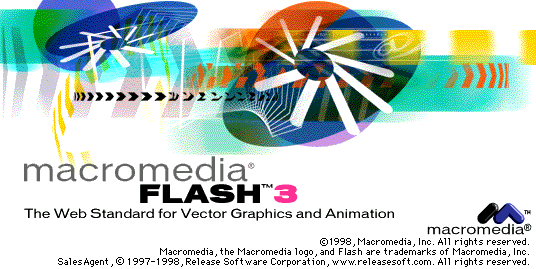 macromedia®
FLASH™3
The Web Standard for Vector Graphics and Animation
macromedia®
©1998, Macromedia, Inc. All rights reserved.
Macromedia, the Macromedia logo, and Flash are trademarks of Macromedia, Inc.
SalesAgent, © 1997-1998, Release Software Corporation, www.releasesoft.com. All rights reserved.